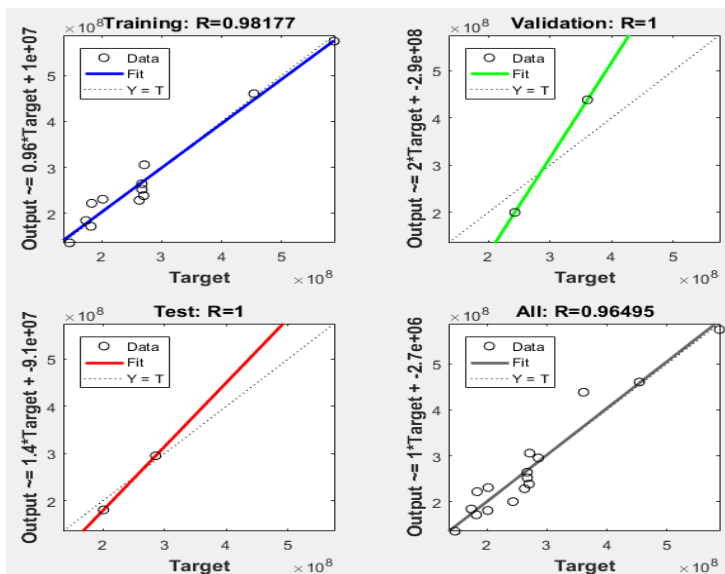 Training: R=0.98177
×10^8
Output ~= 0.96*Target + 1e+07
5
4
3
2
Data
Fit
Y = T
2 3 4 5
Target
×10^8
Validation: R=1
×10^8
Output ~= 2*Target + -2.9e+08
5
4
3
2
Data
Fit
Y = T
2 3 4 5
Target
×10^8
Test: R=1
×10^8
Output ~= 1.4*Target + -9.1e+07
5
4
3
2
Data
Fit
Y = T
2 3 4 5
Target
×10^8
All: R=0.96495
×10^8
Output ~= 1*Target + -2.7e+06
5
4
3
2
Data
Fit
Y = T
2 3 4 5
Target
×10^8